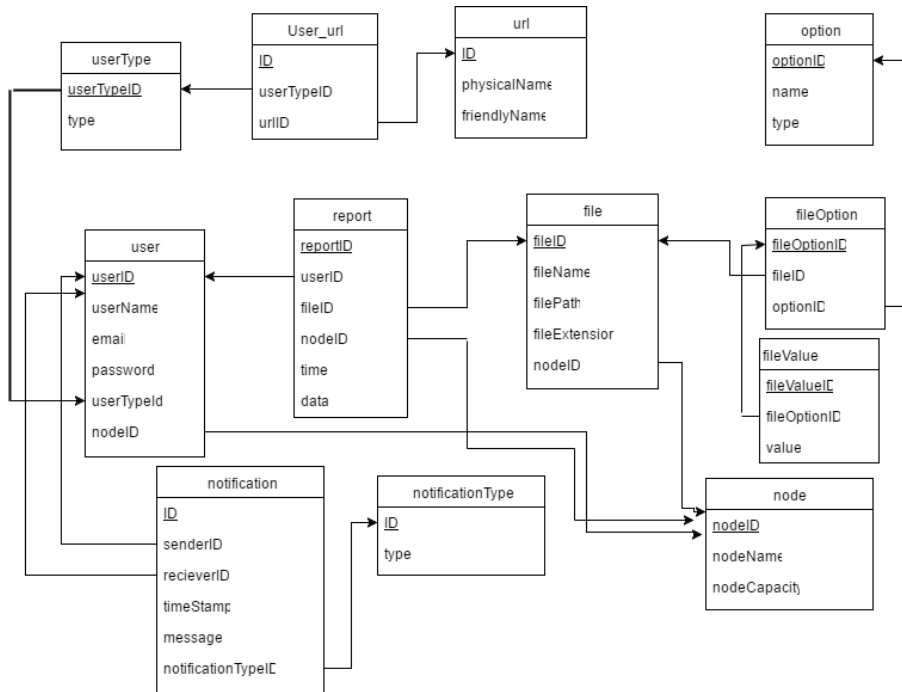 userType
userTypeID
type
User_url
ID
userTypeID
urlID
url
ID
physicalName
friendlyName
option
optionID
name
type
user
userID
userName
email
password
userTypeId
nodeID
report
reportID
userID
fileID
nodeID
time
data
file
fileID
fileName
filePath
fileExtension
nodeID
fileOption
fileOptionID
fileID
optionID
fileValue
fileValueID
fileOptionID
value
notification
ID
senderID
recieverID
timeStamp
message
notificationTypeID
notificationType
ID
type
node
nodeID
nodeName
nodeCapacity